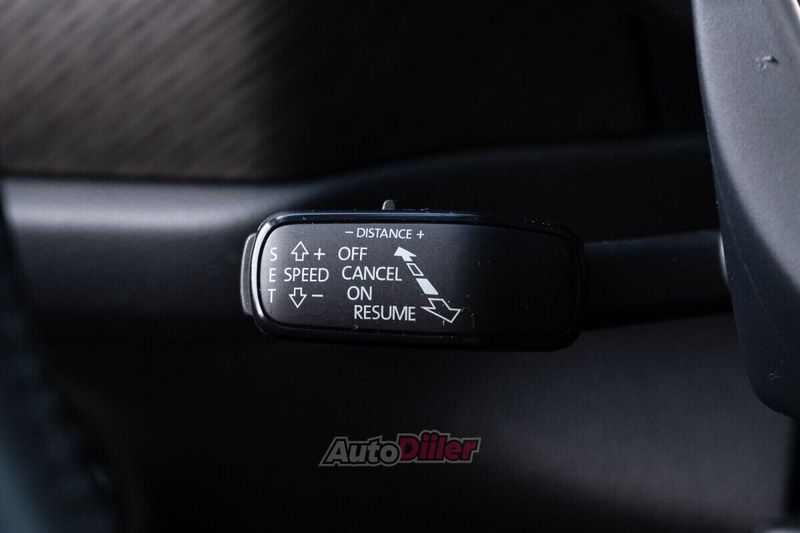 - DISTANCE +
S + OFF
E SPEED CANCEL
T - ON
RESUME
AutoDiiler